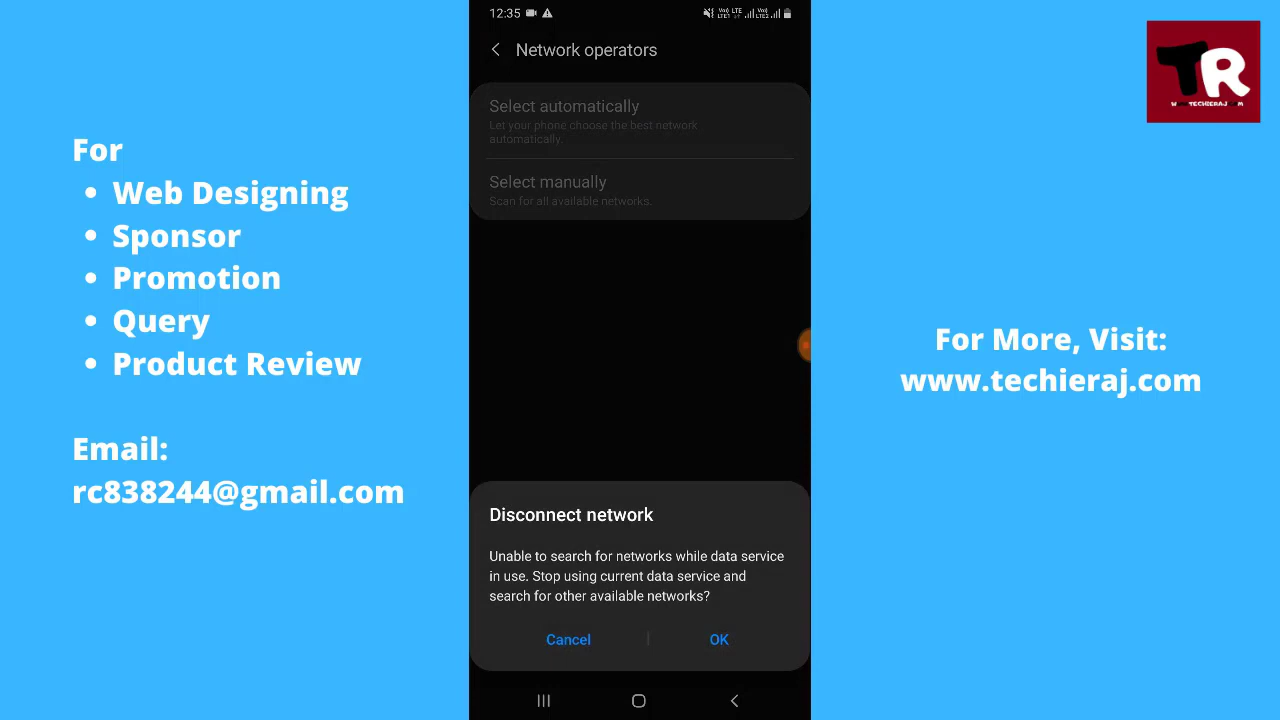 For
• Web Designing
• Sponsor
• Promotion
• Query
• Product Review
Email:
rc838244@gmail.com
12:35
Network operators
Select automatically
Let your phone choose the best network
automatically.
Select manually
Scan for all available networks.
Disconnect network
Unable to search for networks while data service
in use. Stop using current data service and
search for other available networks?
Cancel | OK
TR
For More, Visit:
www.techieraj.com